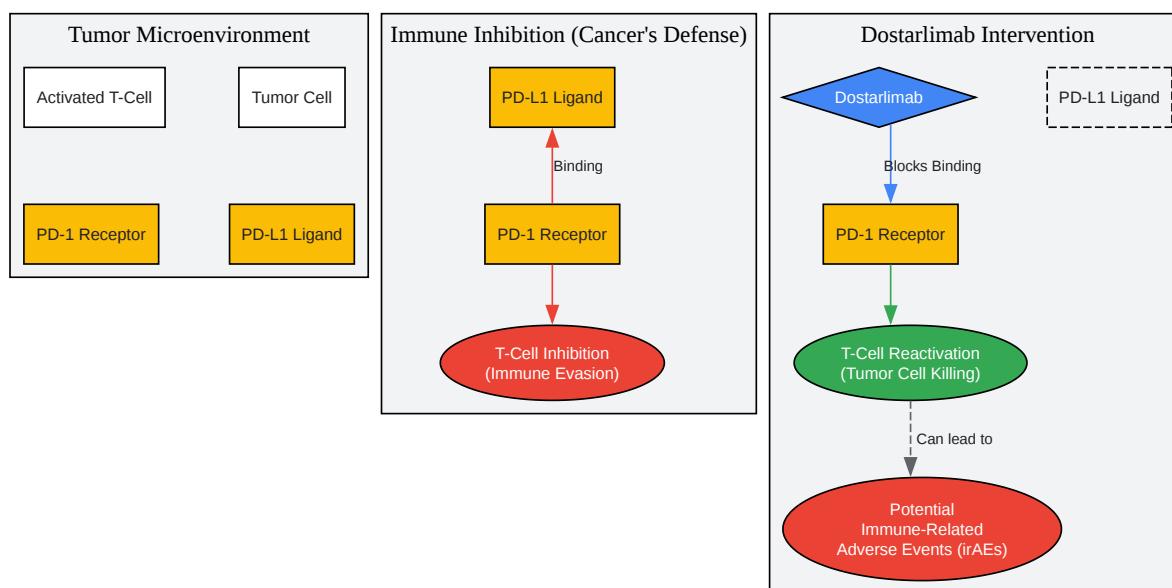 Tumor Microenvironment
Activated T-Cell
Tumor Cell
PD-1 Receptor
PD-L1 Ligand
Immune Inhibition (Cancer's Defense)
PD-L1 Ligand
Binding
PD-1 Receptor
T-Cell Inhibition
(Immune Evasion)
Dostarlimab Intervention
Dostarlimab
PD-L1 Ligand
Blocks Binding
PD-1 Receptor
T-Cell Reactivation
(Tumor Cell Killing)
Can lead to
Potential
Immune-Related
Adverse Events (irAEs)